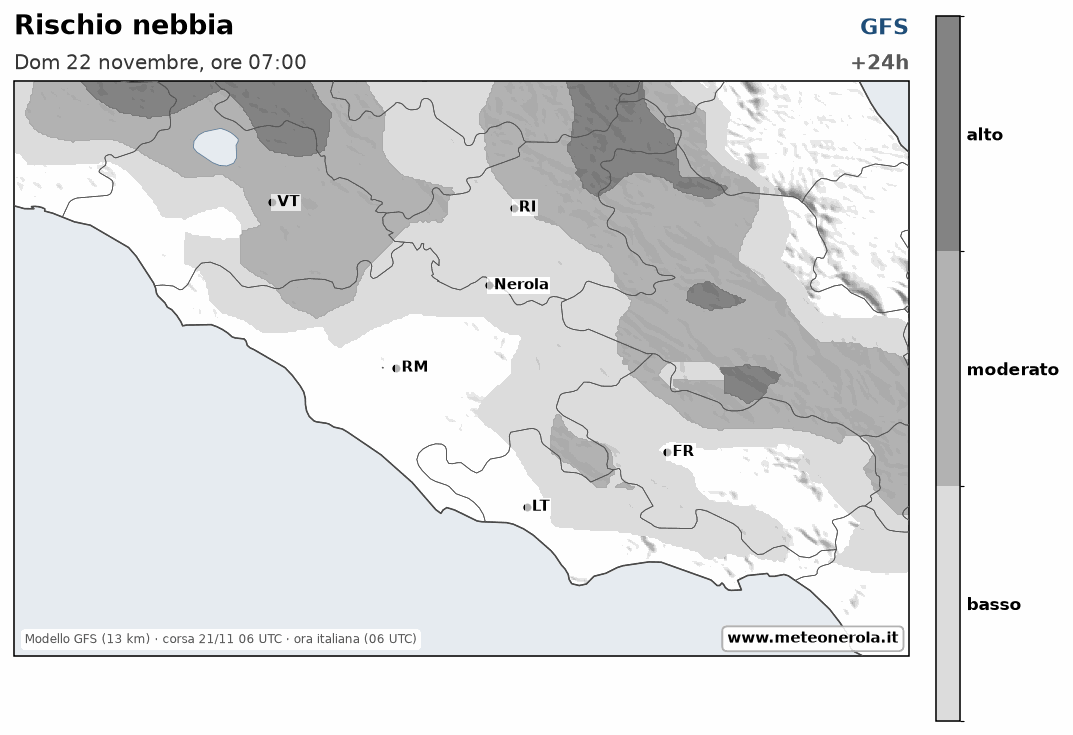 Rischio nebbia
GFS
Dom 22 novembre, ore 07:00
+24h
alto
VT
RI
Nerola
moderato
RM
FR
LT
basso
Modello GFS (13 km) · corsa 21/11 06 UTC · ora italiana (06 UTC)
www.meteonerola.it